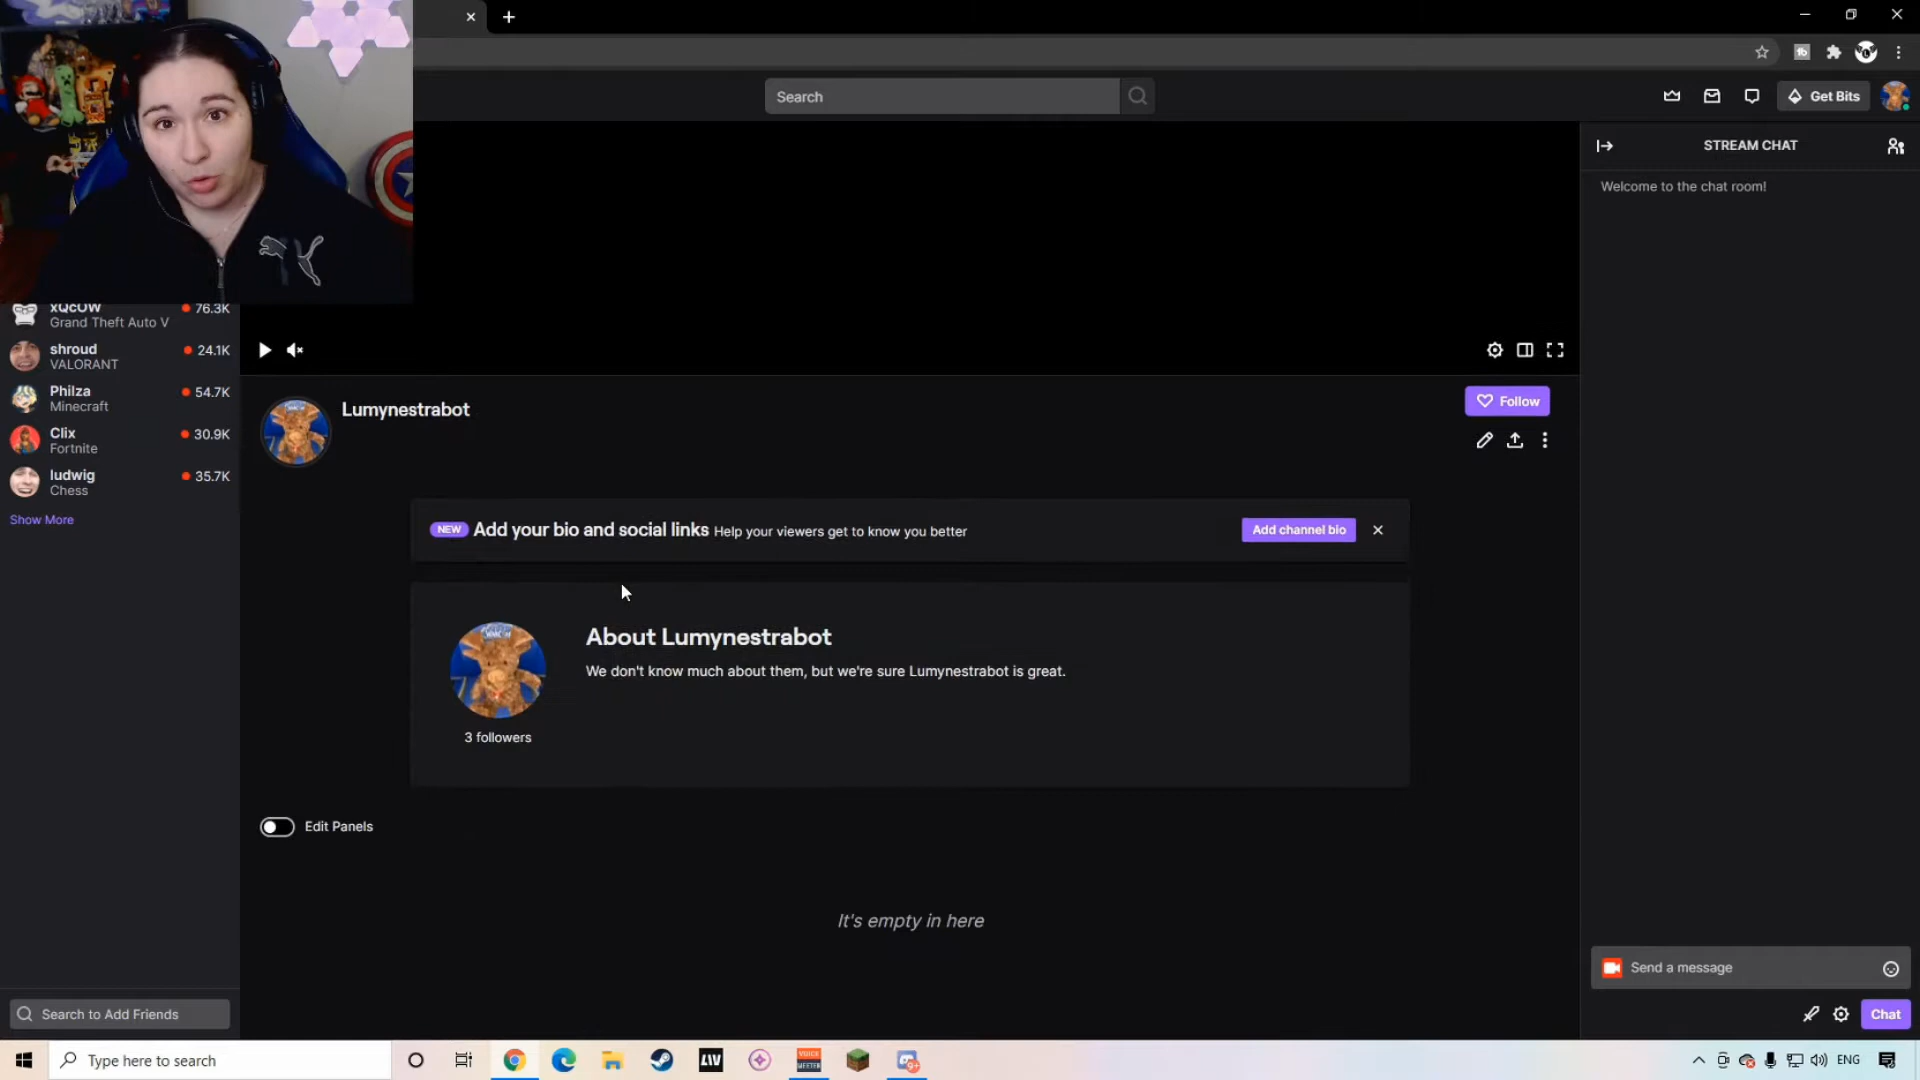 Search
Get Bits
STREAM CHAT
Welcome to the chat room!
xQcOW
76.3K
Grand Theft Auto V
shroud
24.1K
VALORANT
Philza
54.7K
Minecraft
Clix
30.9K
Fortnite
ludwig
35.7K
Chess
Show More
Lumynestrabot
Follow
NEW Add your bio and social links Help your viewers get to know you better
Add channel bio
About Lumynestrabot
We don't know much about them, but we're sure Lumynestrabot is great.
3 followers
Edit Panels
It's empty in here
Send a message
Search to Add Friends
Chat
Type here to search
LIV
VOICE
MEETER
ENG